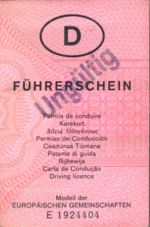 D
Ungültig
FÜHRERSCHEIN
Permis de conduire
Kørekort
Άδεια Οδηγήσεως
Permiso de Conducción
Ceadúnas Tiomána
Patente di guida
Rijbewijs
Carta de Condução
Driving licence
Modell der
EUROPÄISCHEN GEMEINSCHAFTEN
E 1924404